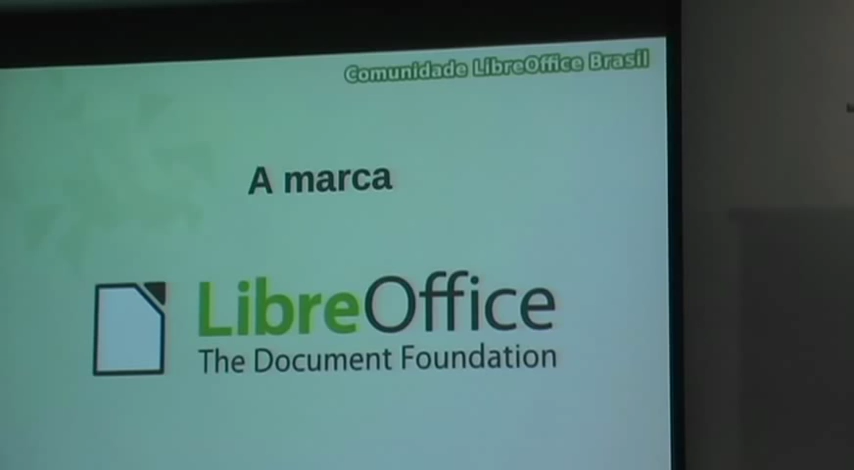 Comunidade LibreOffice Brasil
A marca
LibreOffice
The Document Foundation